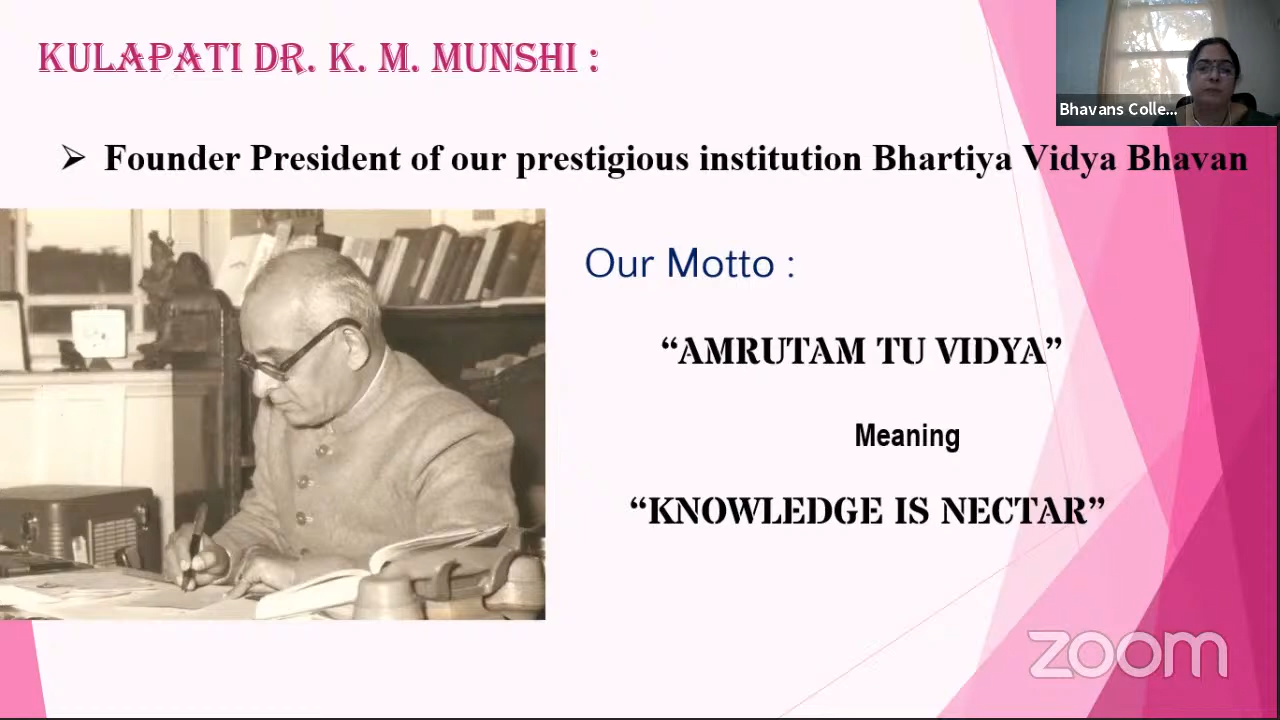 KULAPATI DR. K. M. MUNSHI :
Bhavans Colle...
➢ Founder President of our prestigious institution Bhartiya Vidya Bhavan
Our Motto :
“AMRUTAM TU VIDYA”
Meaning
“KNOWLEDGE IS NECTAR”
zoom